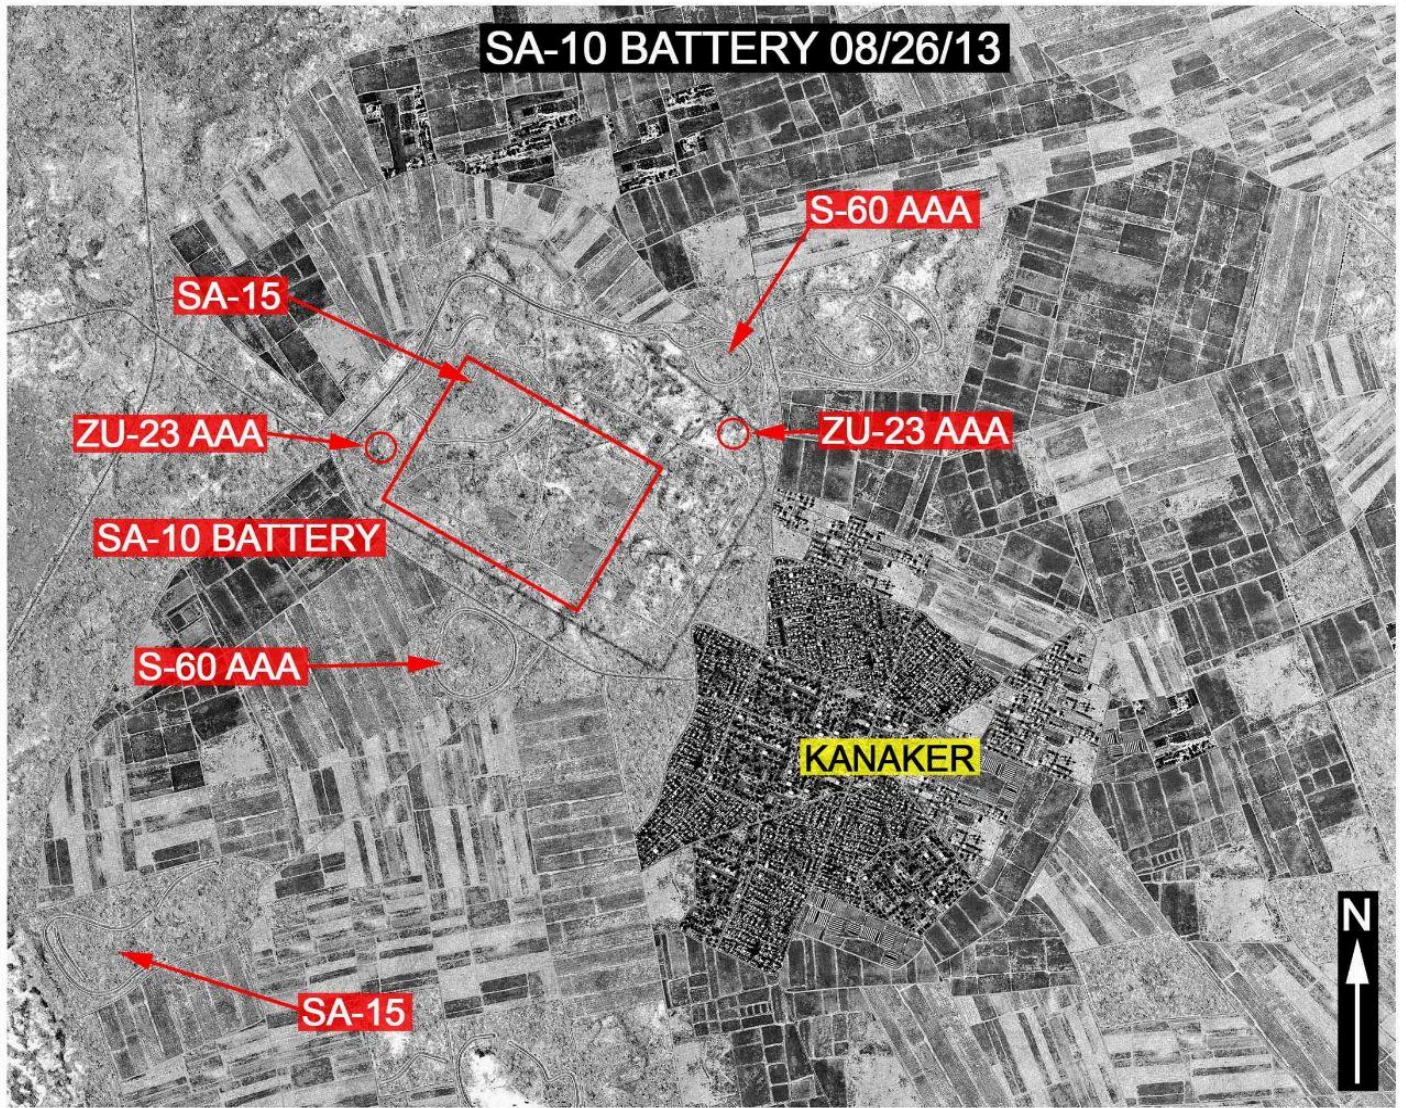 SA-10 BATTERY 08/26/13
S-60 AAA
SA-15
ZU-23 AAA
ZU-23 AAA
SA-10 BATTERY
S-60 AAA
KANAKER
N
SA-15